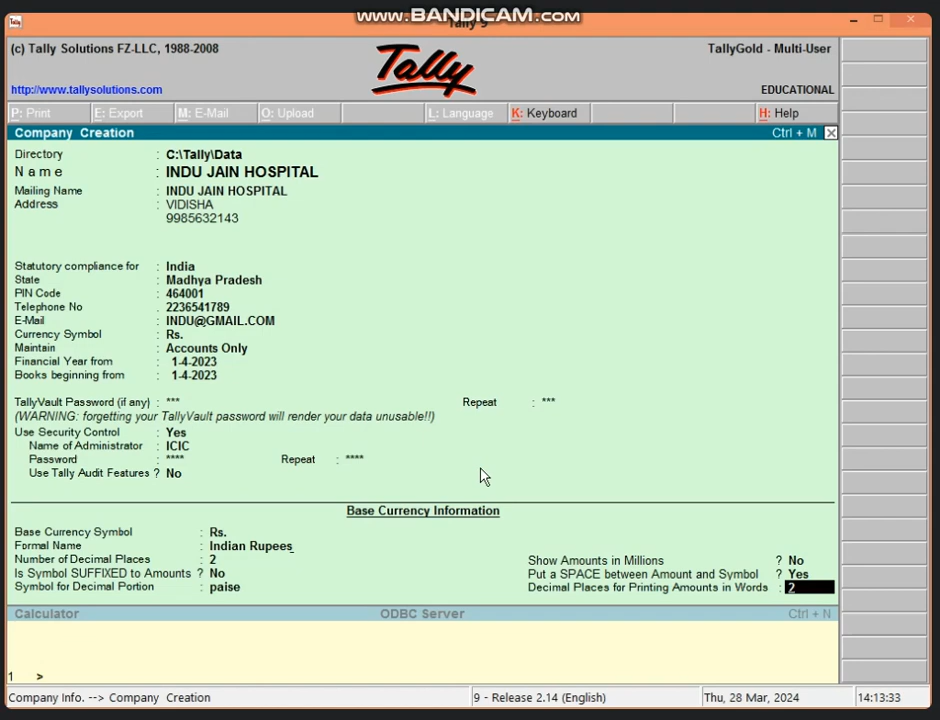 www.BANDICAM.com
Tally 9
(c) Tally Solutions FZ-LLC, 1988-2008
Tally
TallyGold - Multi-User
http://www.tallysolutions.com
EDUCATIONAL
P: Print E: Export M: E-Mail O: Upload L: Language K: Keyboard H: Help
Company Creation Ctrl + M
Directory : C:\Tally\Data
Name : INDU JAIN HOSPITAL
Mailing Name : INDU JAIN HOSPITAL
Address : VIDISHA
9985632143
Statutory compliance for : India
State : Madhya Pradesh
PIN Code : 464001
Telephone No : 2236541789
E-Mail : INDU@GMAIL.COM
Currency Symbol : Rs.
Maintain : Accounts Only
Financial Year from : 1-4-2023
Books beginning from : 1-4-2023
TallyVault Password (if any) : *** Repeat : ***
(WARNING: forgetting your TallyVault password will render your data unusable!!)
Use Security Control : Yes
Name of Administrator : ICIC
Password : **** Repeat : ****
Use Tally Audit Features ? No
Base Currency Information
Base Currency Symbol : Rs.
Formal Name : Indian Rupees
Number of Decimal Places : 2 Show Amounts in Millions ? No
Is Symbol SUFFIXED to Amounts ? No Put a SPACE between Amount and Symbol ? Yes
Symbol for Decimal Portion : paise Decimal Places for Printing Amounts in Words : 2
Calculator ODBC Server Ctrl + N
1 >
Company Info. --> Company Creation 9 - Release 2.14 (English) Thu, 28 Mar, 2024 14:13:33